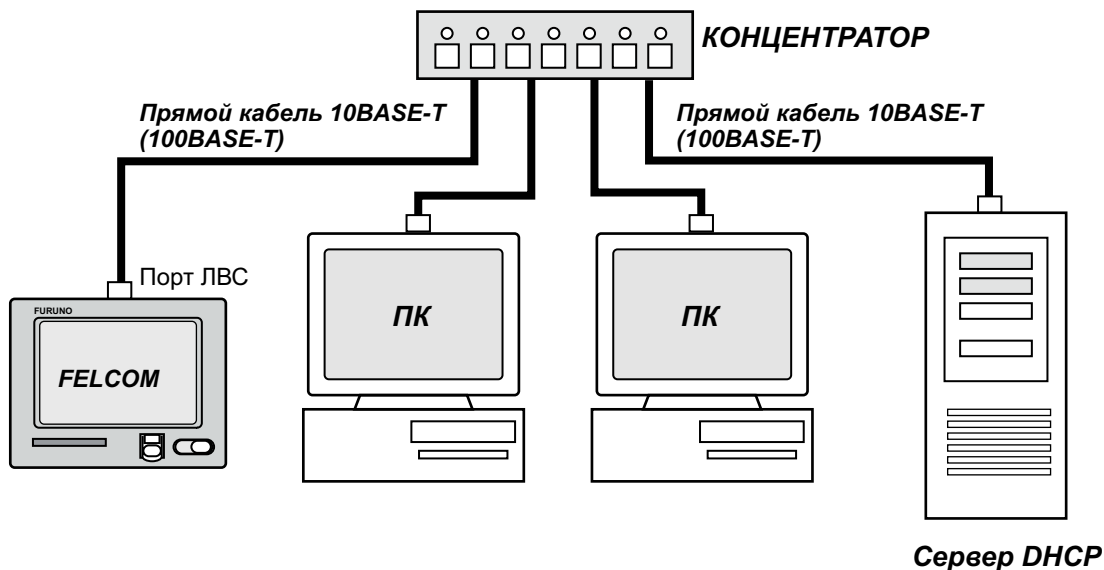 КОНЦЕНТРАТОР
Прямой кабель 10BASE-T
(100BASE-T)
Прямой кабель 10BASE-T
(100BASE-T)
Порт ЛВС
FURUNO
FELCOM
ПК
ПК
Сервер DHCP